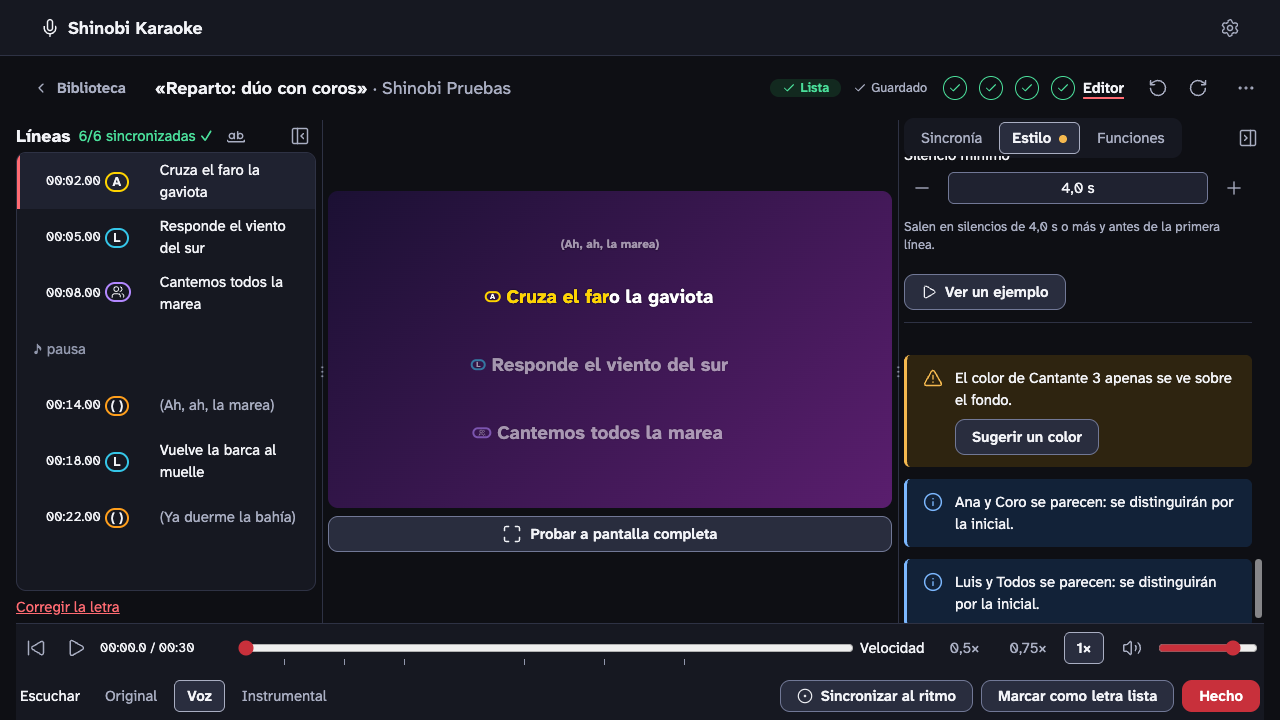 Shinobi Karaoke
Biblioteca
«Reparto: dúo con coros» · Shinobi Pruebas
Lista
Guardado
Editor
Líneas 6/6 sincronizadas
ab
00:02.00 A Cruza el faro la
gaviota
00:05.00 L Responde el viento
del sur
00:08.00 Cantemos todos la
marea
♪ pausa
00:14.00 () (Ah, ah, la marea)
00:18.00 L Vuelve la barca al
muelle
00:22.00 () (Ya duerme la bahía)
Corregir la letra
(Ah, ah, la marea)
A Cruza el faro la gaviota
L Responde el viento del sur
Cantemos todos la marea
Probar a pantalla completa
Sincronía Estilo Funciones
Silencio mínimo
4,0 s
Salen en silencios de 4,0 s o más y antes de la primera
línea.
Ver un ejemplo
El color de Cantante 3 apenas se ve sobre
el fondo.
Sugerir un color
Ana y Coro se parecen: se distinguirán por
la inicial.
Luis y Todos se parecen: se distinguirán
por la inicial.
00:00.0 / 00:30
Velocidad 0,5x 0,75x 1x
Escuchar Original Voz Instrumental
Sincronizar al ritmo
Marcar como letra lista
Hecho